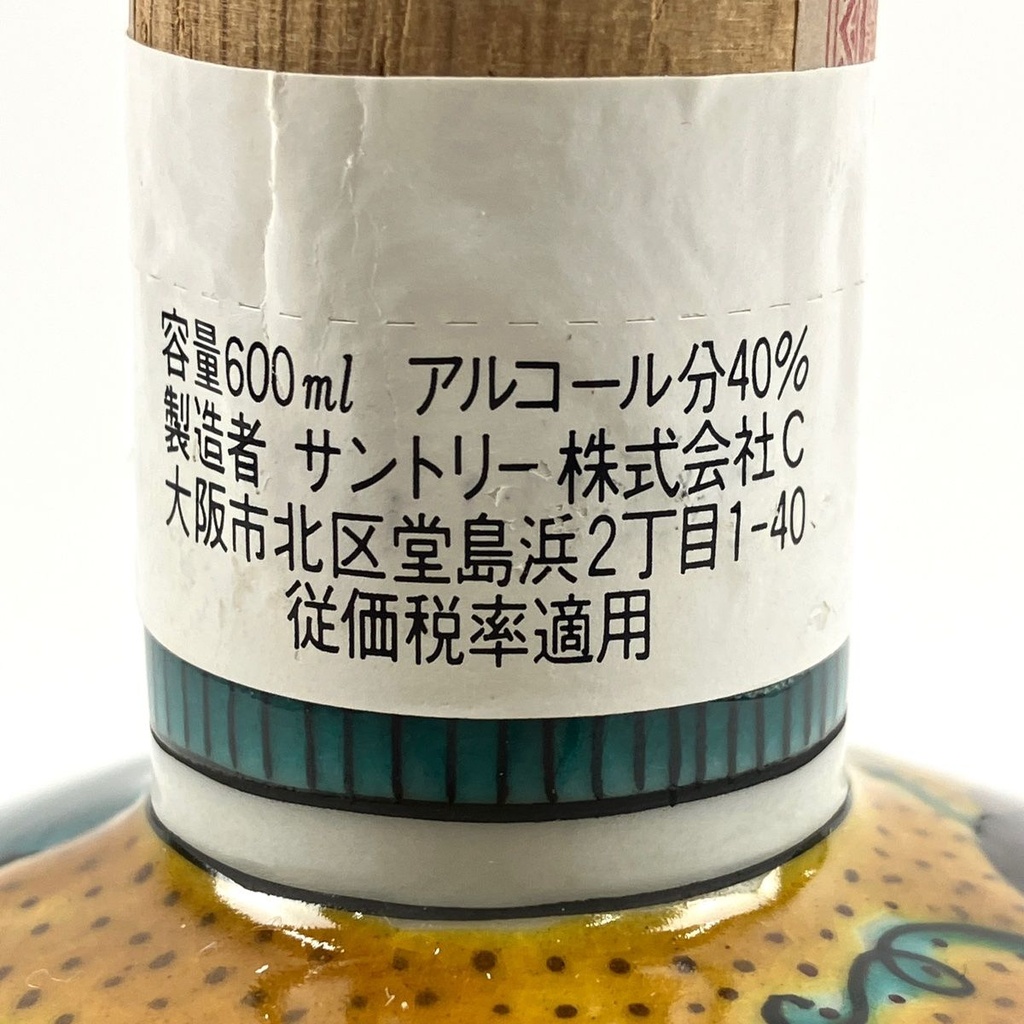 容量600ml アルコール分40%
製造者 サントリー株式会社C
大阪市北区堂島浜2丁目1-40
従価税率適用